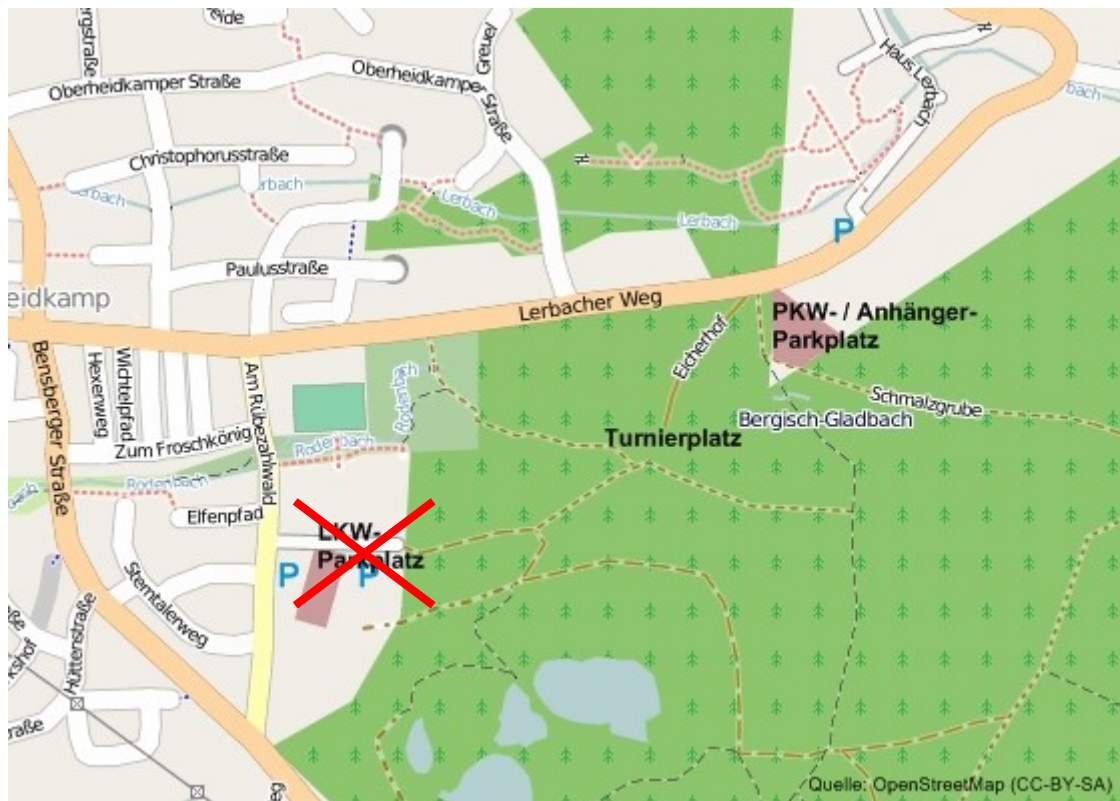 Oberheidkamper Straße
Oberheidkamper
Straße
Greuel
Haus Lerbach
Lerbach
Christophorusstraße
Lerbach
Lerbach
Lerbach
Paulusstraße
P
eidkamp
Lerbacher Weg
PKW- / Anhänger-
Parkplatz
Eicherhof
Schmalzgrube
Bergisch-Gladbach
Turnierplatz
Bensberger Straße
Hexenweg
Wichtelpfad
Am Rübezahlwald
Zum Froschkönig
Rodenbach
Rodenbach
Rodenbach
Elfenpfad
LKW-
Parkplatz
P
P
Sterntalerweg
Hüttenstraße
Quelle: OpenStreetMap (CC-BY-SA)